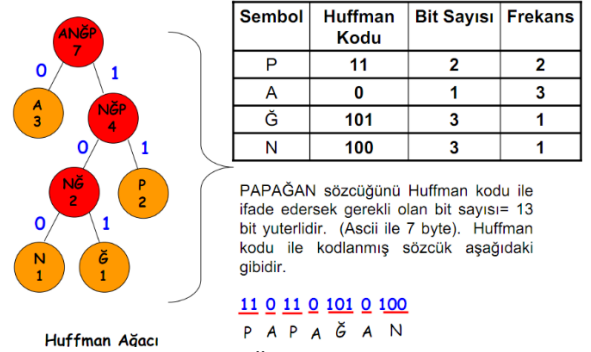 ANĞP
7
0 1
A
3
NĞP
4
0 1
NĞ
2
P
2
0 1
N
1
Ğ
1
Huffman Ağacı
Sembol Huffman Kodu Bit Sayısı Frekans
P 11 2 2
A 0 1 3
Ğ 101 3 1
N 100 3 1
PAPAĞAN sözcüğünü Huffman kodu ile
ifade edersek gerekli olan bit sayısı= 13
bit yuterlidir. (Ascii ile 7 byte). Huffman
kodu ile kodlanmış sözcük aşağıdaki
gibidir.
11 0 11 0 101 0 100
P A P A Ğ A N